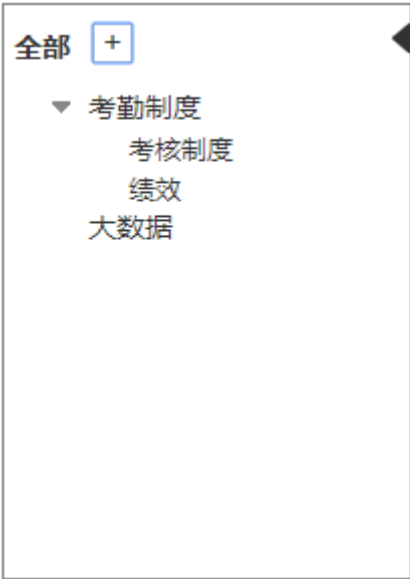 全部 +
考勤制度
考核制度
绩效
大数据